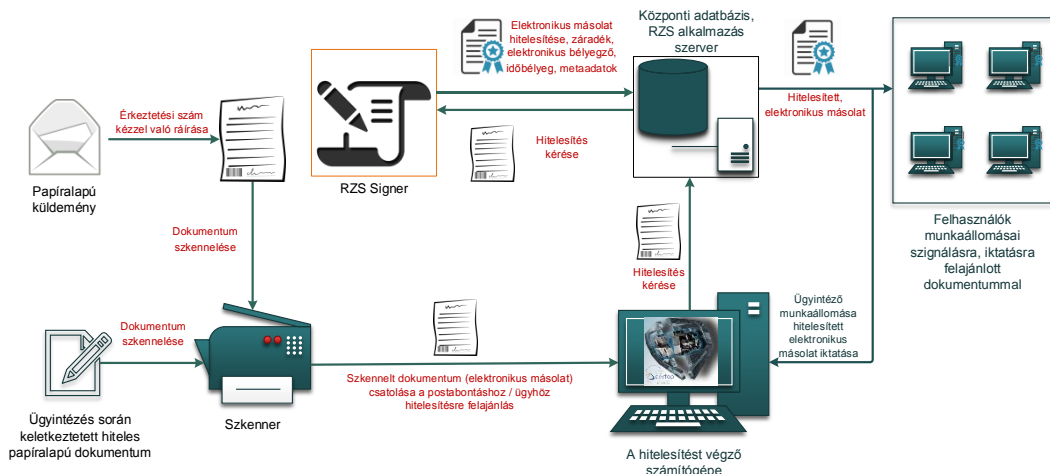 Elektronikus másolat
hitelesítése, záradék,
elektronikus bélyegző,
időbélyeg, metaadatok
Központi adatbázis,
RZS alkalmazás
szerver
Érkeztetési szám
kézzel való ráírása
Hitelesítés
kérése
Hitelesített,
elektronikus másolat
Papíralapú
küldemény
RZS Signer
Felhasználók
munkaállomásai
szignálásra, iktatásra
felajánlott
dokumentummal
Dokumentum
szkennelése
Hitelesítés
kérése
Ügyintéző
munkaállomása
hitelesített
elektronikus
másolat iktatása
Dokumentum
szkennelése
Szkennelt dokumentum (elektronikus másolat)
csatolása a postabontáshoz / ügyhöz
hitelesítésre felajánlás
Ügyintézés során
keletkeztetett hiteles
papíralapú dokumentum
Szkenner
A hitelesítést végző
számítógépe